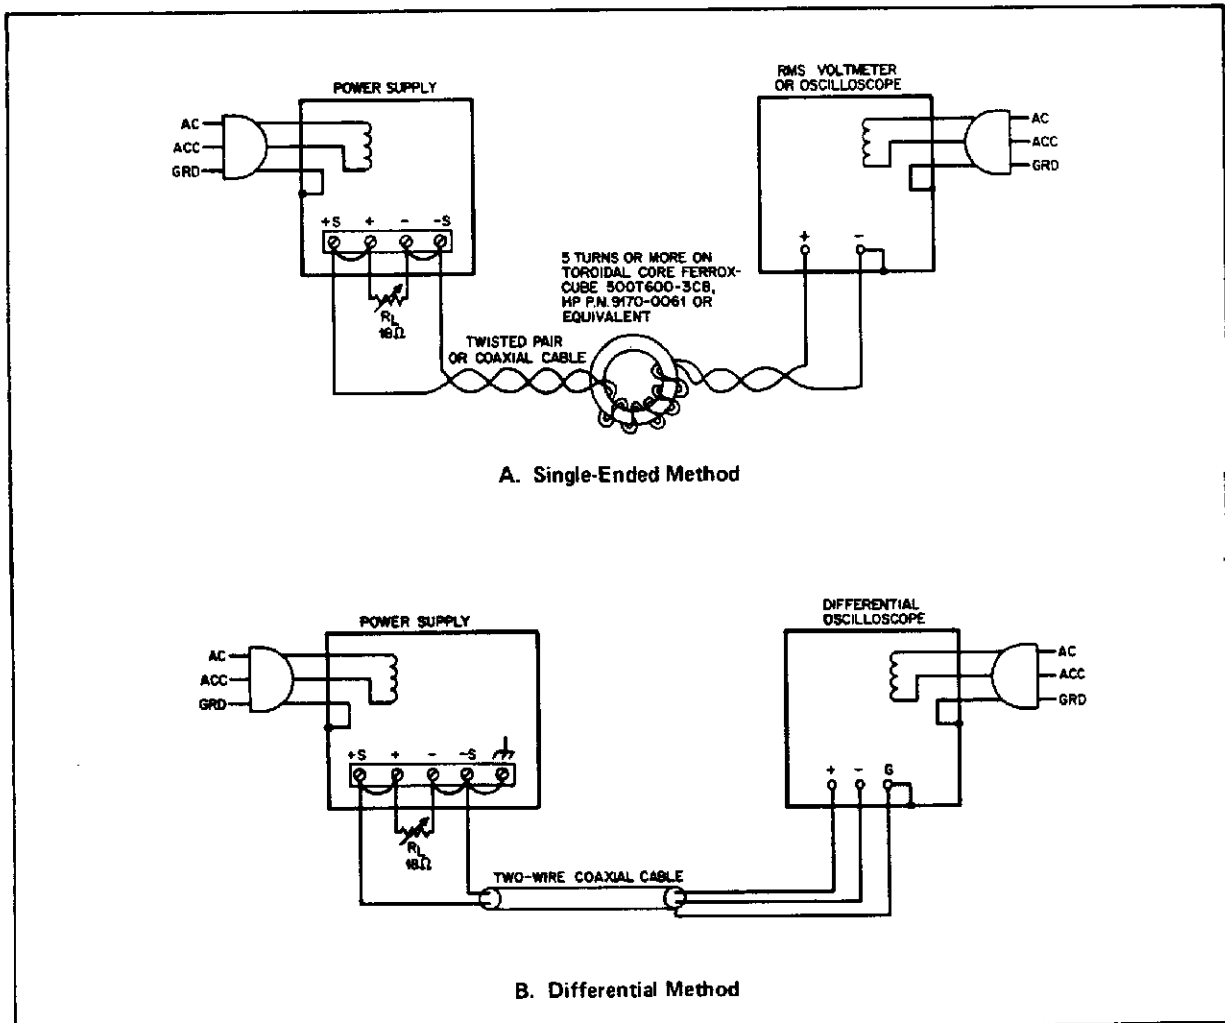 POWER SUPPLY
RMS VOLTMETER
OR OSCILLOSCOPE
AC
ACC
GRD
AC
ACC
GRD
+S + - -S
+ -
R_L
18Ω
5 TURNS OR MORE ON
TOROIDAL CORE FERROX-
CUBE 500T600-3C8,
HP P.N. 9170-0061 OR
EQUIVALENT
TWISTED PAIR
OR COAXIAL CABLE
A. Single-Ended Method
POWER SUPPLY
DIFFERENTIAL
OSCILLOSCOPE
AC
ACC
GRD
AC
ACC
GRD
+S + - -S
+ - G
R_L
18Ω
TWO-WIRE COAXIAL CABLE
B. Differential Method